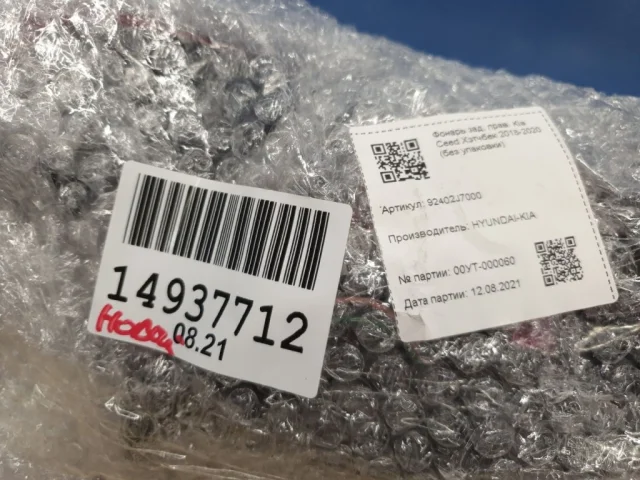 14937712
Новая
08.21
Фонарь зад. прав. Kia
Ceed Хэтчбек 2018-2020
(без упаковки)
Артикул: 92402J7000
Производитель: HYUNDAI-KIA
№ партии: 00УТ-000060
Дата партии: 12.08.2021